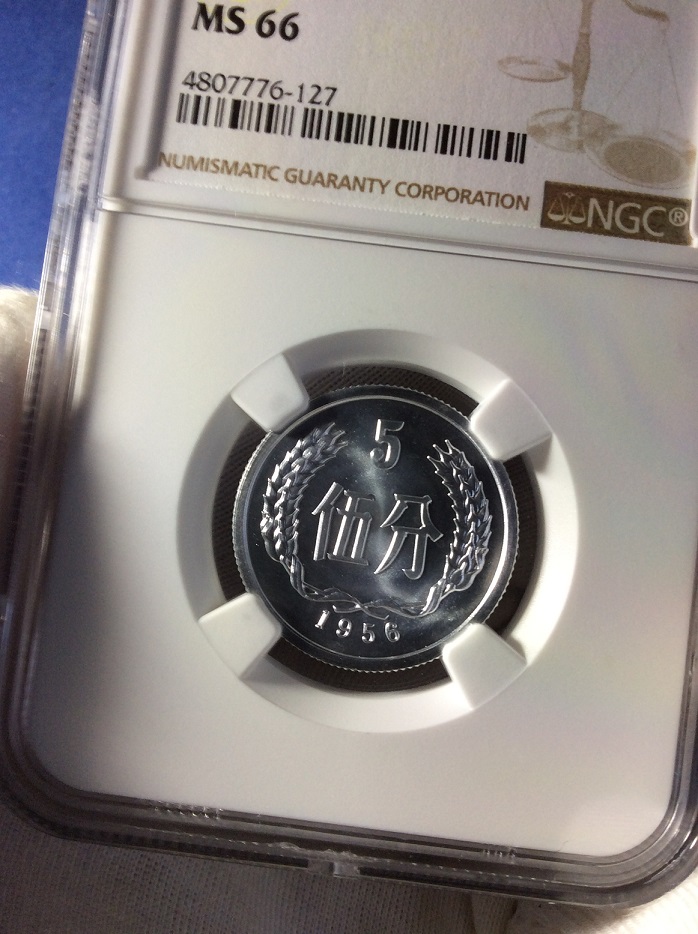 MS 66
4807776-127
NUMISMATIC GUARANTY CORPORATION
NGC®
5
伍分
1956